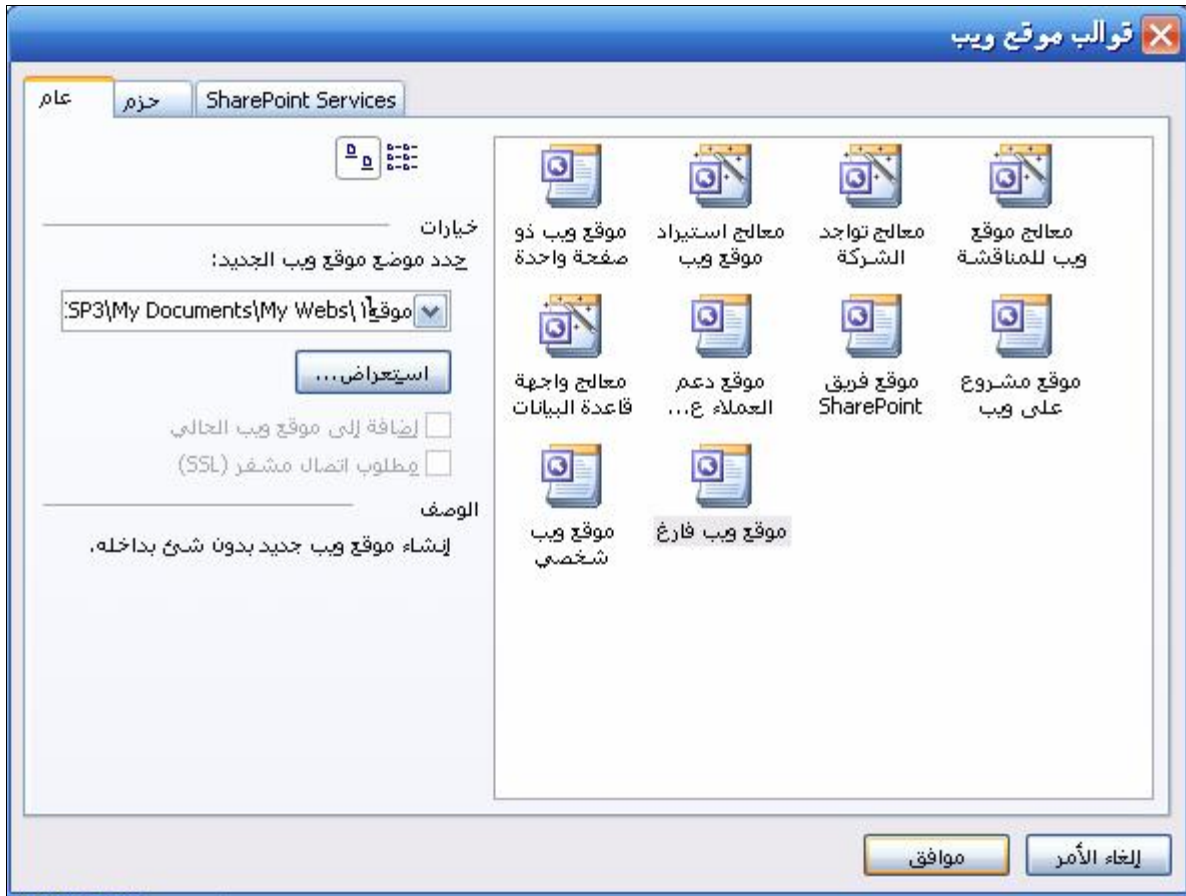 قوالب موقع ويب
عام
حزم
SharePoint Services
موقع ويب ذو
صفحة واحدة
معالج استيراد
موقع ويب
معالج تواجد
الشركة
معالج موقع
ويب للمناقشة
معالج واجهة
قاعدة البيانات
موقع دعم
العملاء ع...
موقع فريق
SharePoint
موقع مشروع
على ويب
موقع ويب
شخصي
موقع ويب فارغ
خيارات
حدد موضع موقع ويب الجديد:
:SP3\My Documents\My Webs\موقع1
استعراض...
إضافة إلى موقع ويب الحالي
مطلوب اتصال مشفر (SSL)
الوصف
إنشاء موقع ويب جديد بدون شئ بداخله.
موافق
إلغاء الأمر